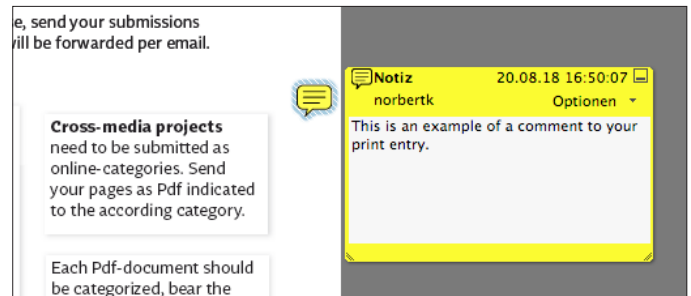 e, send your submissions
ill be forwarded per email.
Cross-media projects
need to be submitted as
online-categories. Send
your pages as Pdf indicated
to the according category.
Each Pdf-document should
be categorized, bear the
Notiz 20.08.18 16:50:07
norbertk Optionen
This is an example of a comment to your
print entry.